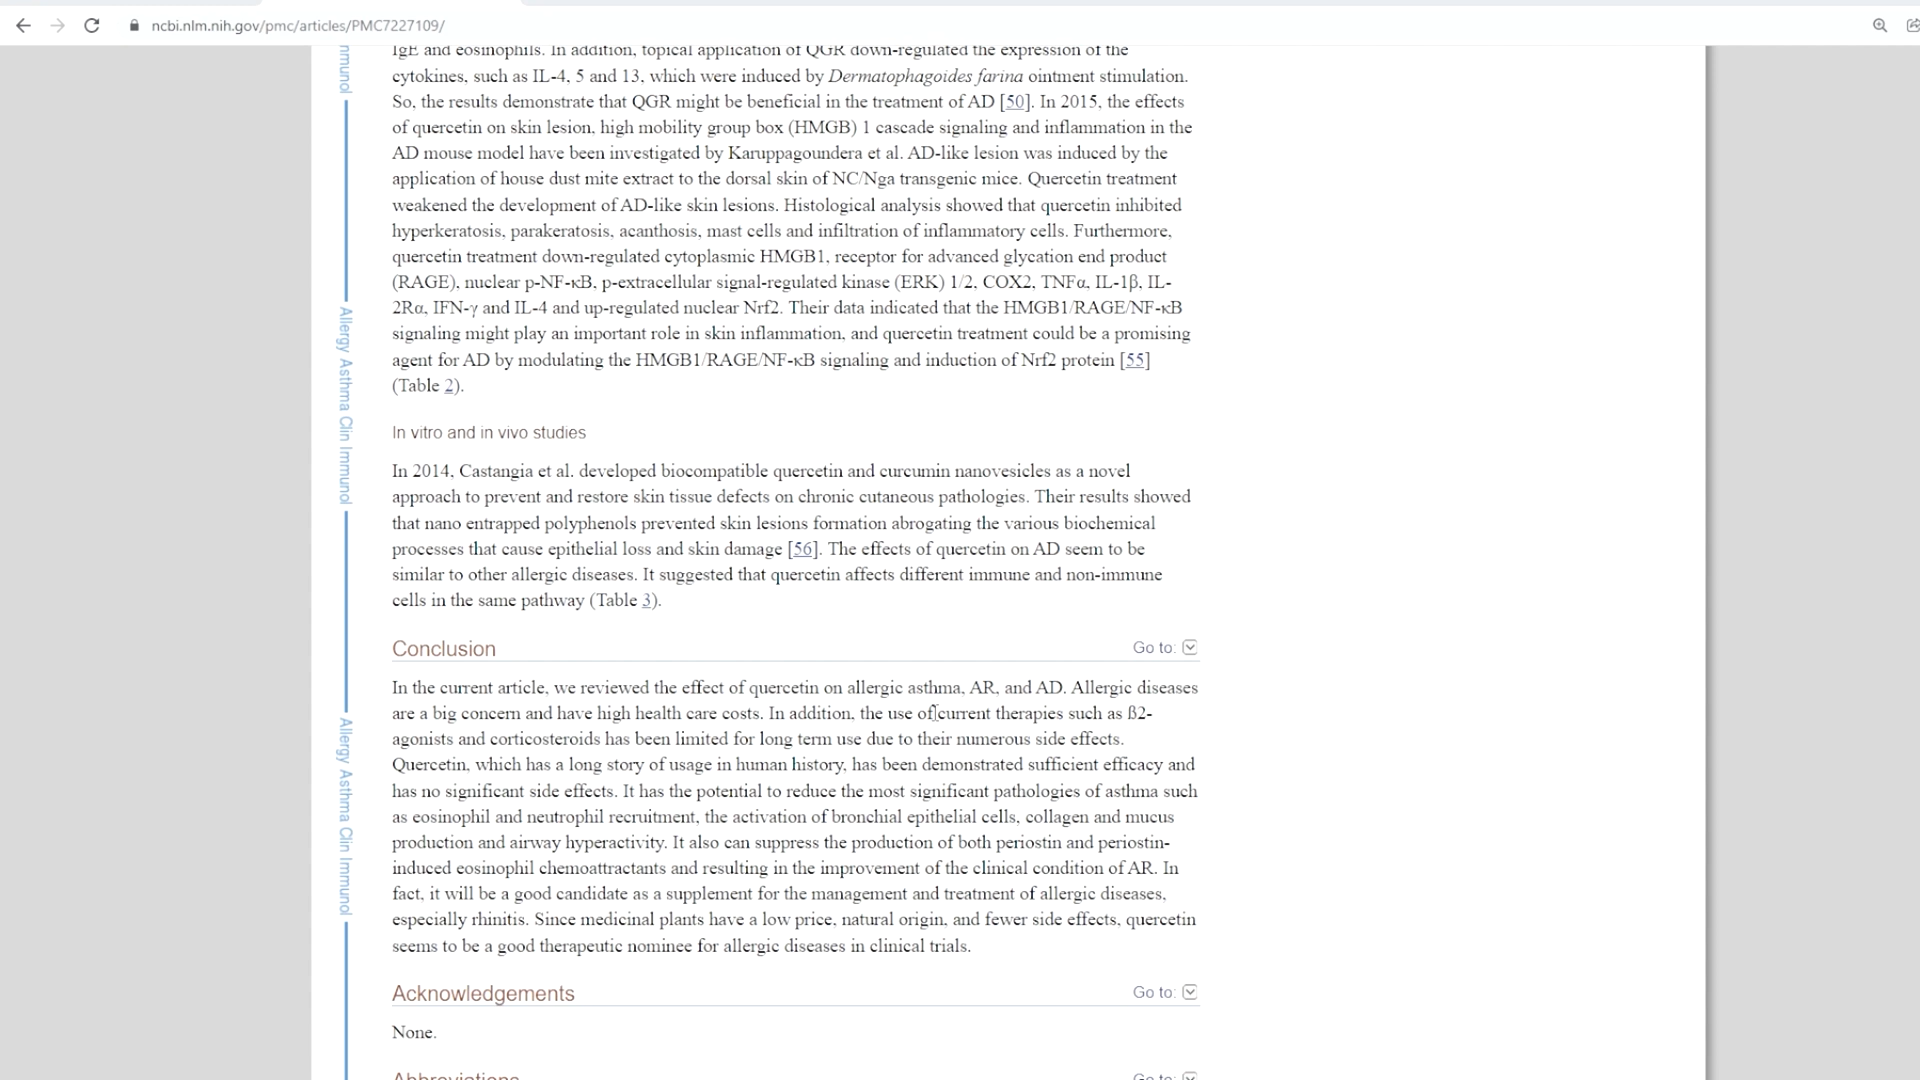 ncbi.nlm.nih.gov/pmc/articles/PMC7227109/
IgE and eosinophils. In addition, topical application of QGR down-regulated the expression of the
cytokines, such as IL-4, 5 and 13, which were induced by Dermatophagoides farina ointment stimulation.
So, the results demonstrate that QGR might be beneficial in the treatment of AD [50]. In 2015, the effects
of quercetin on skin lesion, high mobility group box (HMGB) 1 cascade signaling and inflammation in the
AD mouse model have been investigated by Karuppagoundera et al. AD-like lesion was induced by the
application of house dust mite extract to the dorsal skin of NC/Nga transgenic mice. Quercetin treatment
weakened the development of AD-like skin lesions. Histological analysis showed that quercetin inhibited
hyperkeratosis, parakeratosis, acanthosis, mast cells and infiltration of inflammatory cells. Furthermore,
quercetin treatment down-regulated cytoplasmic HMGB1, receptor for advanced glycation end product
(RAGE), nuclear p-NF-κB, p-extracellular signal-regulated kinase (ERK) 1/2, COX2, TNFα, IL-1β, IL-
2Rα, IFN-γ and IL-4 and up-regulated nuclear Nrf2. Their data indicated that the HMGB1/RAGE/NF-κB
signaling might play an important role in skin inflammation, and quercetin treatment could be a promising
agent for AD by modulating the HMGB1/RAGE/NF-κB signaling and induction of Nrf2 protein [55]
(Table 2).
In vitro and in vivo studies
In 2014, Castangia et al. developed biocompatible quercetin and curcumin nanovesicles as a novel
approach to prevent and restore skin tissue defects on chronic cutaneous pathologies. Their results showed
that nano entrapped polyphenols prevented skin lesions formation abrogating the various biochemical
processes that cause epithelial loss and skin damage [56]. The effects of quercetin on AD seem to be
similar to other allergic diseases. It suggested that quercetin affects different immune and non-immune
cells in the same pathway (Table 3).
Conclusion Go to:
In the current article, we reviewed the effect of quercetin on allergic asthma, AR, and AD. Allergic diseases
are a big concern and have high health care costs. In addition, the use of current therapies such as ß2-
agonists and corticosteroids has been limited for long term use due to their numerous side effects.
Quercetin, which has a long story of usage in human history, has been demonstrated sufficient efficacy and
has no significant side effects. It has the potential to reduce the most significant pathologies of asthma such
as eosinophil and neutrophil recruitment, the activation of bronchial epithelial cells, collagen and mucus
production and airway hyperactivity. It also can suppress the production of both periostin and periostin-
induced eosinophil chemoattractants and resulting in the improvement of the clinical condition of AR. In
fact, it will be a good candidate as a supplement for the management and treatment of allergic diseases,
especially rhinitis. Since medicinal plants have a low price, natural origin, and fewer side effects, quercetin
seems to be a good therapeutic nominee for allergic diseases in clinical trials.
Acknowledgements Go to:
None.
Abbreviations Go to:
Allergy Asthma Clin Immunol
Allergy Asthma Clin Immunol